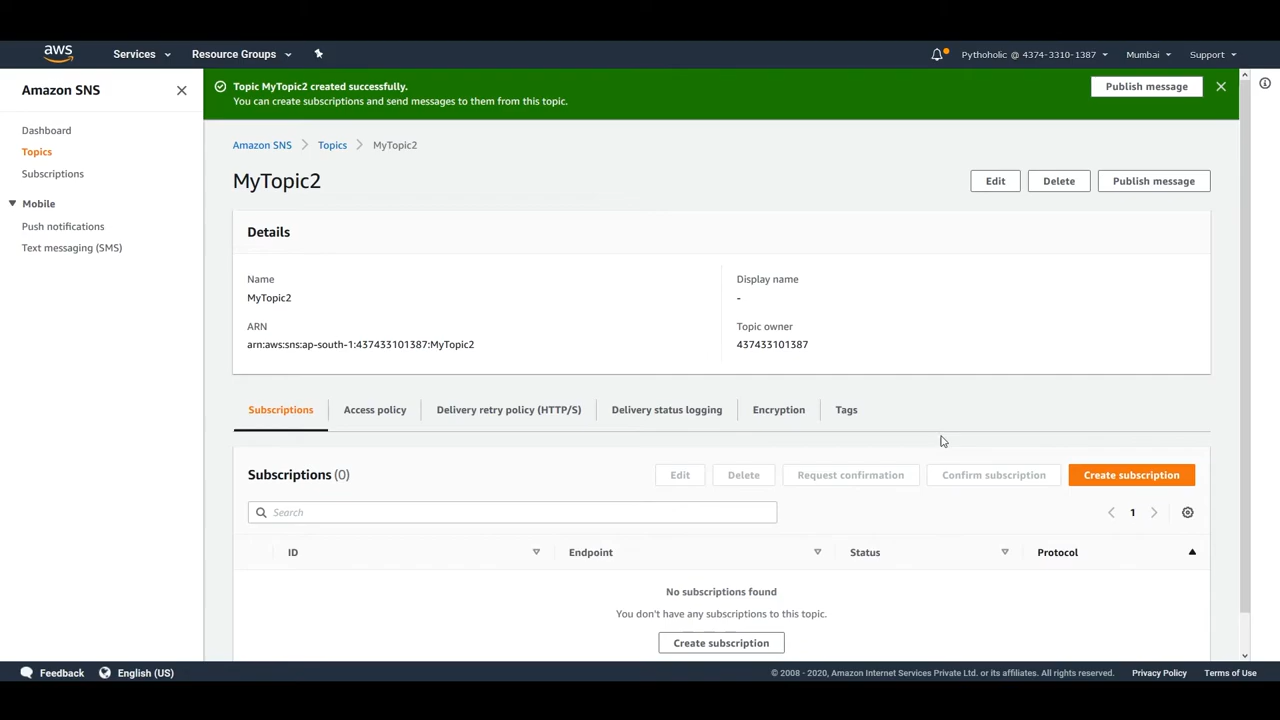 aws Services Resource Groups Pythoholic @ 4374-3310-1387 Mumbai Support
Amazon SNS
Dashboard
Topics
Subscriptions
Mobile
Push notifications
Text messaging (SMS)
Topic MyTopic2 created successfully.
You can create subscriptions and send messages to them from this topic.
Publish message
Amazon SNS Topics MyTopic2
MyTopic2
Edit Delete Publish message
Details
Name
MyTopic2
ARN
arn:aws:sns:ap-south-1:437433101387:MyTopic2
Display name
-
Topic owner
437433101387
Subscriptions Access policy Delivery retry policy (HTTP/S) Delivery status logging Encryption Tags
Subscriptions (0)
Edit Delete Request confirmation Confirm subscription Create subscription
Search
1
ID Endpoint Status Protocol
No subscriptions found
You don't have any subscriptions to this topic.
Create subscription
Feedback English (US) © 2008 - 2020, Amazon Internet Services Private Ltd. or its affiliates. All rights reserved. Privacy Policy Terms of Use